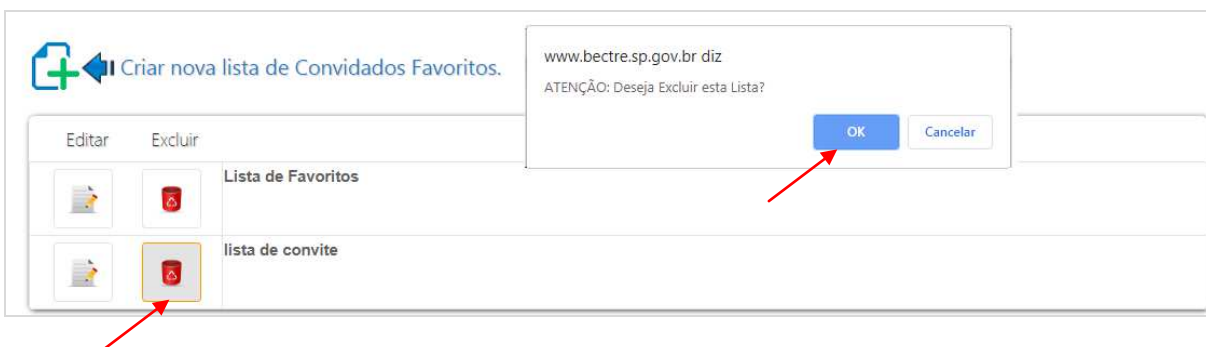 www.bectre.sp.gov.br diz
ATENÇÃO: Deseja Excluir esta Lista?
OK Cancelar
Criar nova lista de Convidados Favoritos.
Editar Excluir
Lista de Favoritos
lista de convite